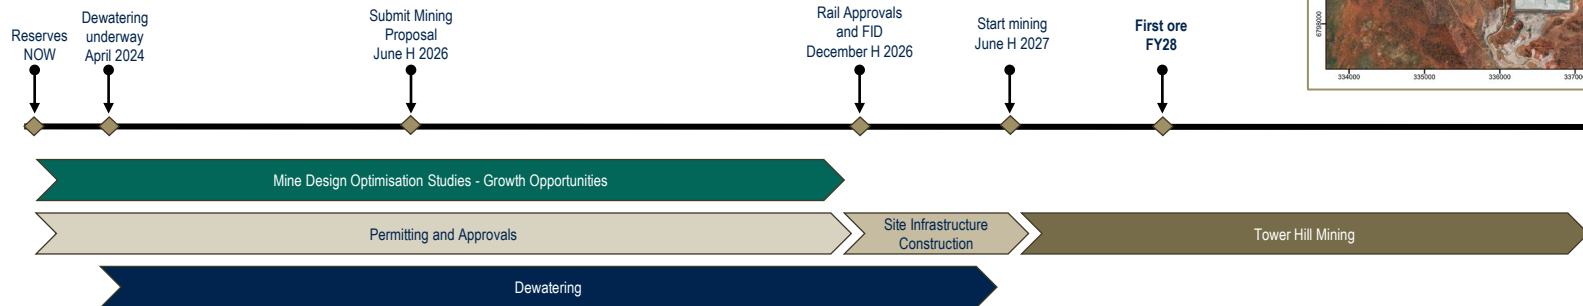 Reserves
NOW
Dewatering
underway
April 2024
Submit Mining
Proposal
June H 2026
Rail Approvals
and FID
December H 2026
Start mining
June H 2027
First ore
FY28
6798000
334000
335000
336000
337000
Mine Design Optimisation Studies - Growth Opportunities
Permitting and Approvals
Site Infrastructure
Construction
Tower Hill Mining
Dewatering